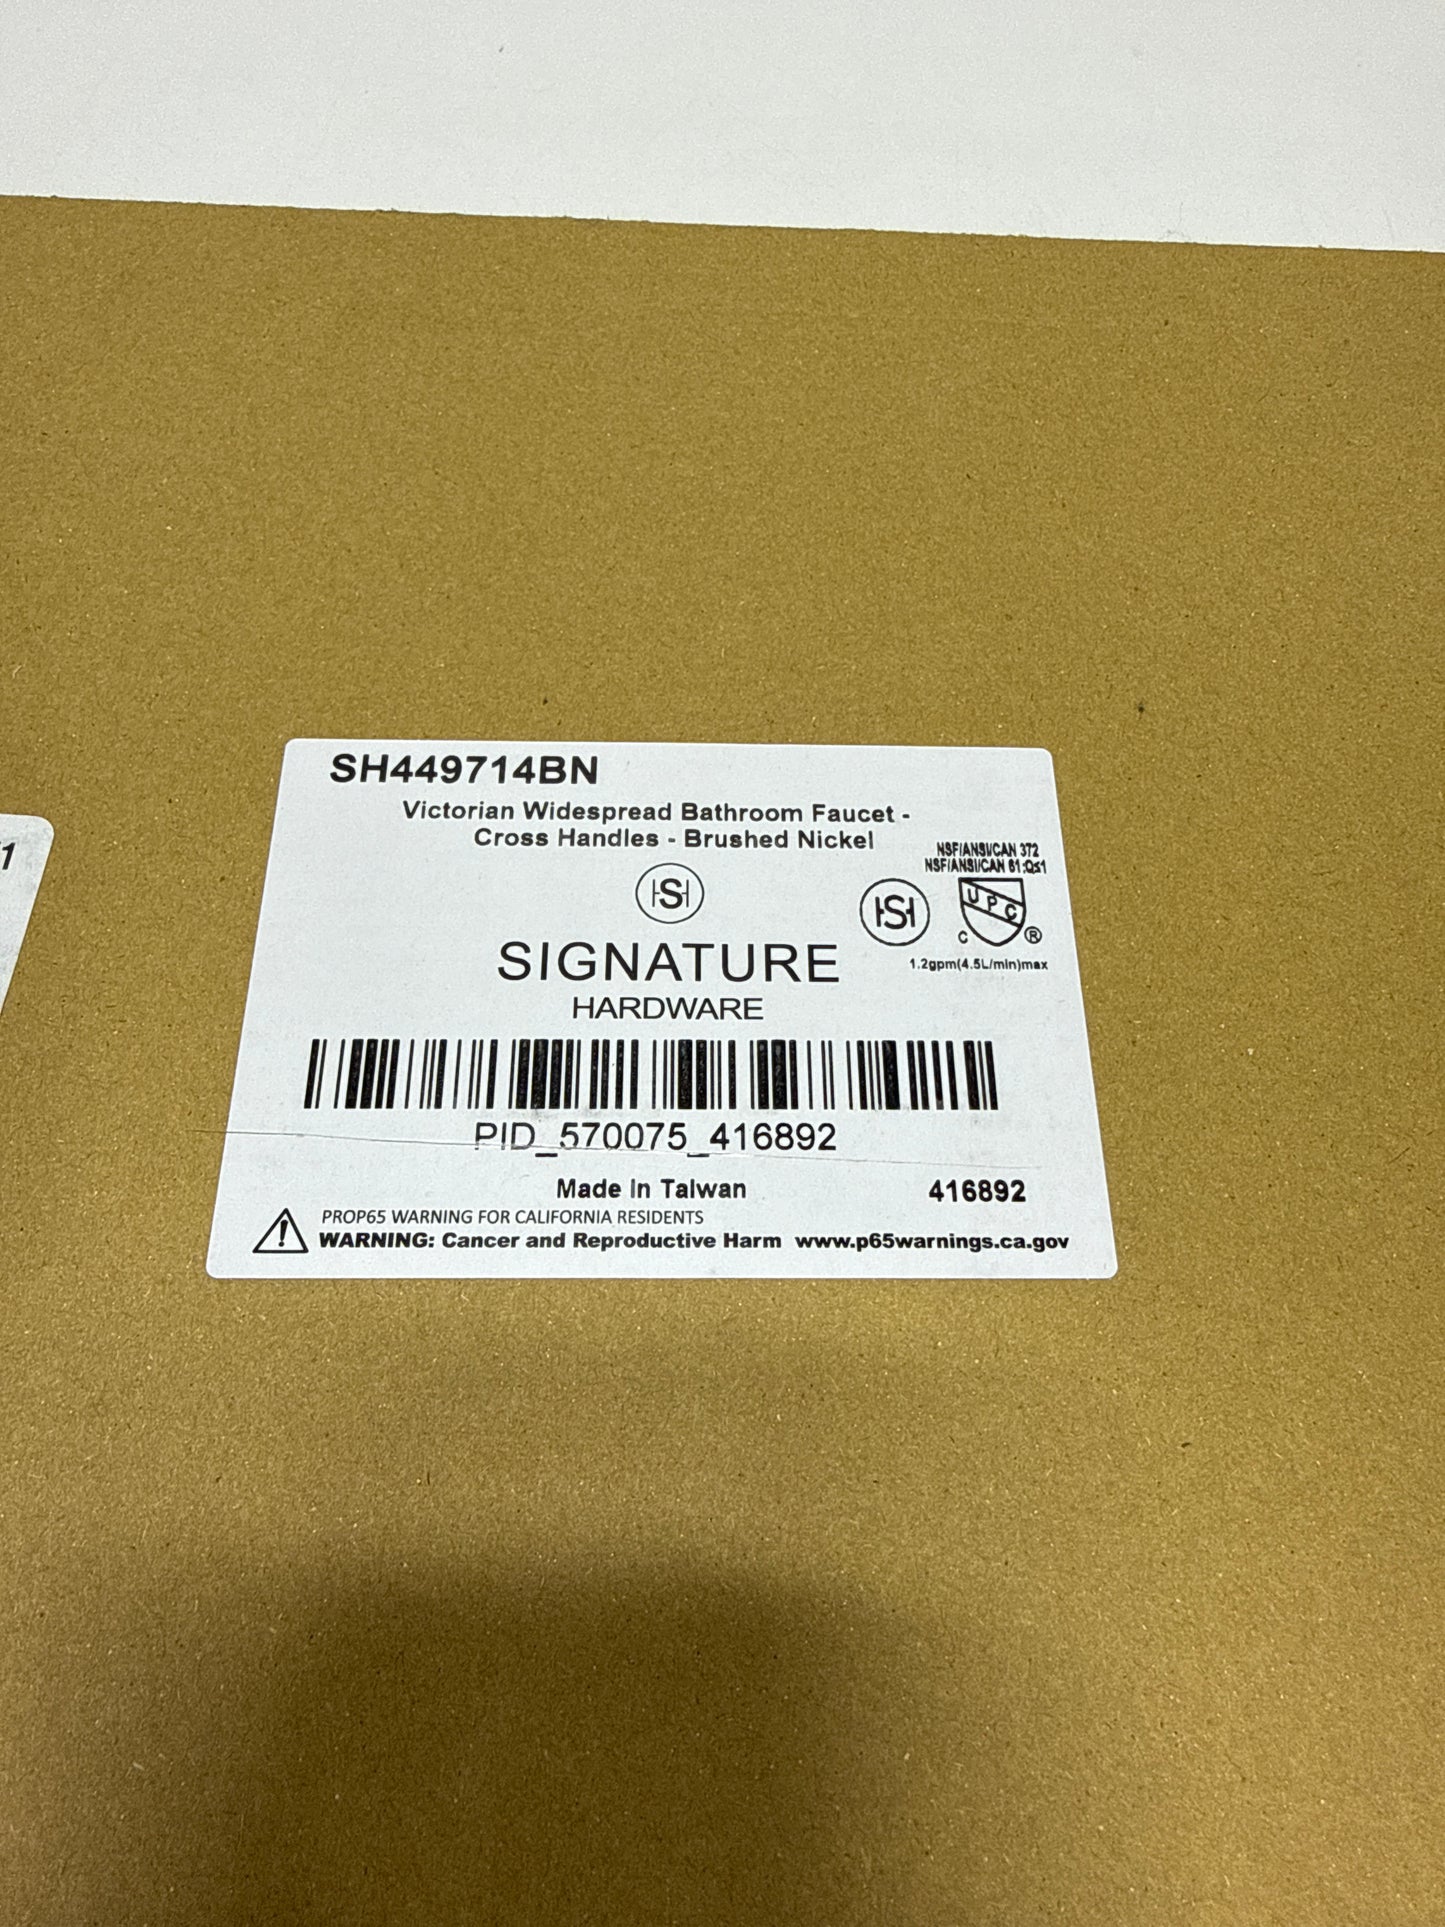 SH449714BN
Victorian Widespread Bathroom Faucet -
Cross Handles - Brushed Nickel
NSF/ANSI/CAN 372
NSF/ANSI/CAN 61:Q≤1
HSH
HSH
UPC
C ®
1.2gpm(4.5L/min)max
SIGNATURE
HARDWARE
PID_570075_416892
Made In Taiwan
416892
PROP65 WARNING FOR CALIFORNIA RESIDENTS
WARNING: Cancer and Reproductive Harm www.p65warnings.ca.gov